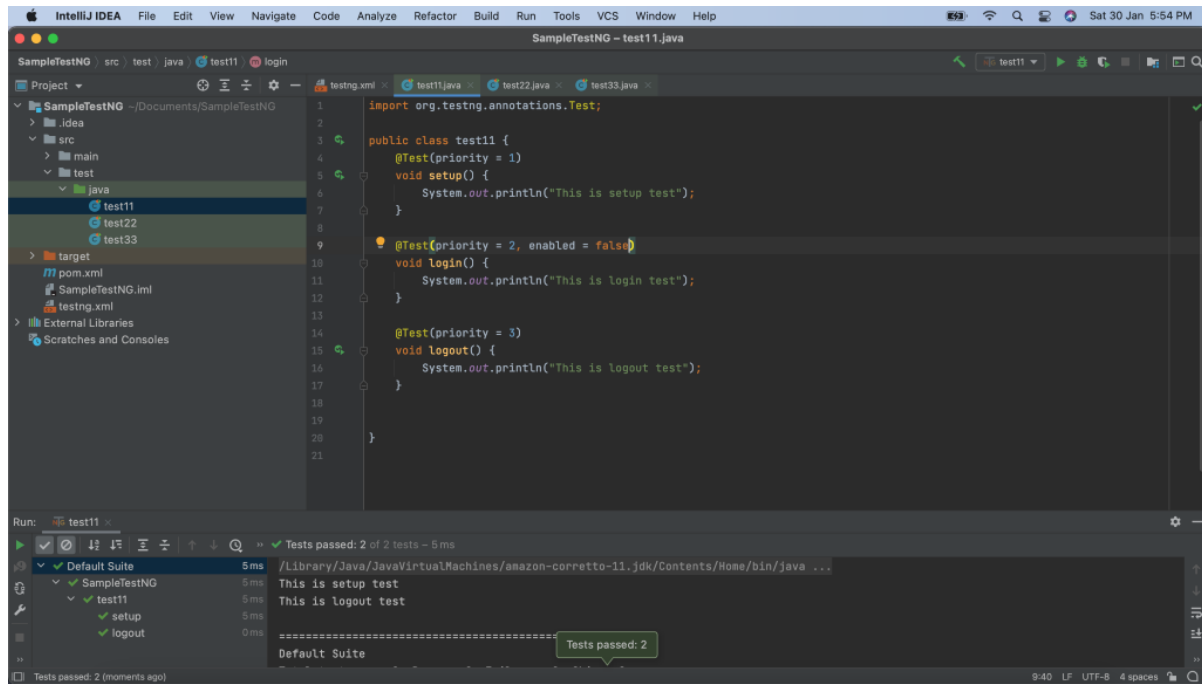 IntelliJ IDEA File Edit View Navigate Code Analyze Refactor Build Run Tools VCS Window Help Sat 30 Jan 5:54 PM
SampleTestNG – test11.java
SampleTestNG src test java test11 login test11
Project testng.xml test11.java test22.java test33.java
SampleTestNG ~/Documents/SampleTestNG
.idea
src
main
test
java
test11
test22
test33
target
pom.xml
SampleTestNG.iml
testng.xml
External Libraries
Scratches and Consoles
1 import org.testng.annotations.Test;
2
3 public class test11 {
4 @Test(priority = 1)
5 void setup() {
6 System.out.println("This is setup test");
7 }
8
9 @Test(priority = 2, enabled = false)
10 void login() {
11 System.out.println("This is login test");
12 }
13
14 @Test(priority = 3)
15 void logout() {
16 System.out.println("This is logout test");
17 }
18
19
20 }
21
Run: test11
Tests passed: 2 of 2 tests – 5 ms
Default Suite 5 ms
SampleTestNG 5 ms
test11 5 ms
setup 5 ms
logout 0 ms
/Library/Java/JavaVirtualMachines/amazon-corretto-11.jdk/Contents/Home/bin/java ...
This is setup test
This is logout test
===============================================
Default Suite
Tests passed: 2
Tests passed: 2 (moments ago) 9:40 LF UTF-8 4 spaces